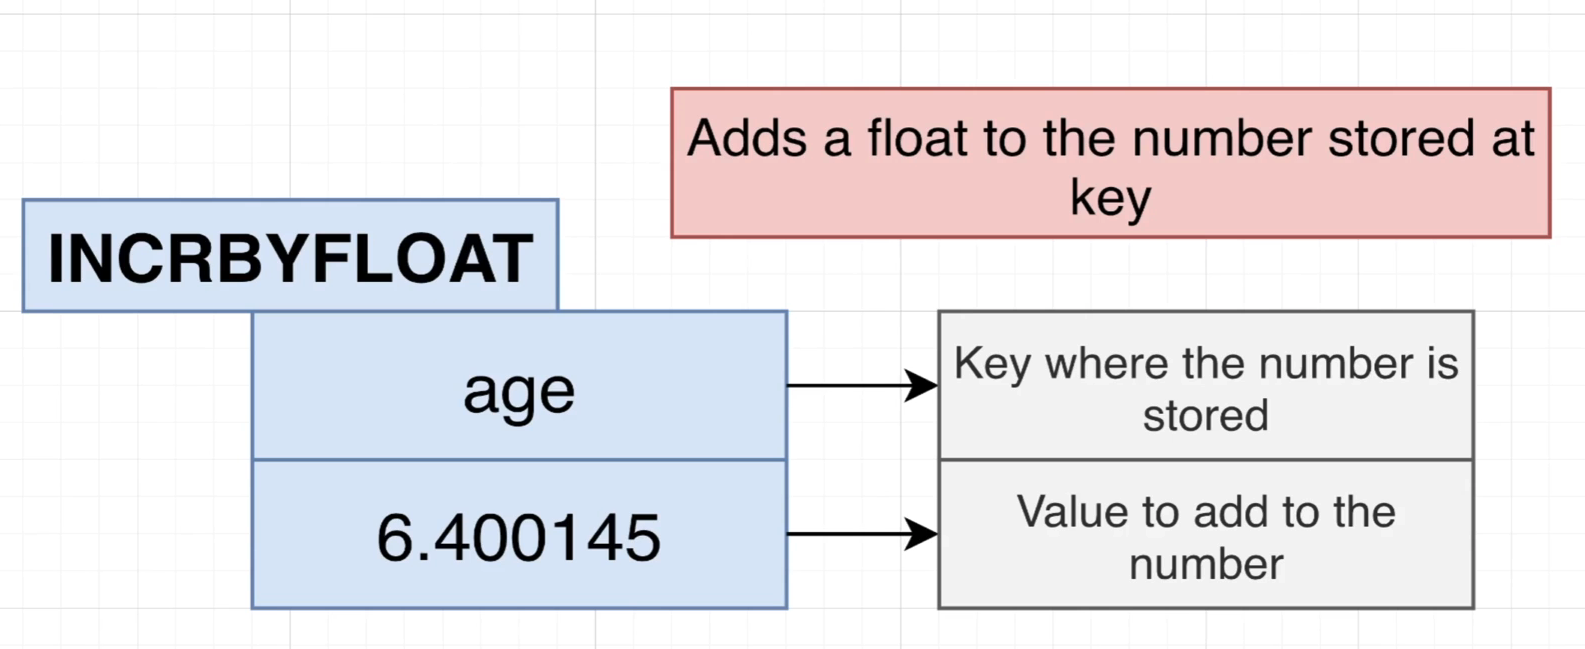 Adds a float to the number stored at
key
INCRBYFLOAT
age
Key where the number is
stored
6.400145
Value to add to the
number